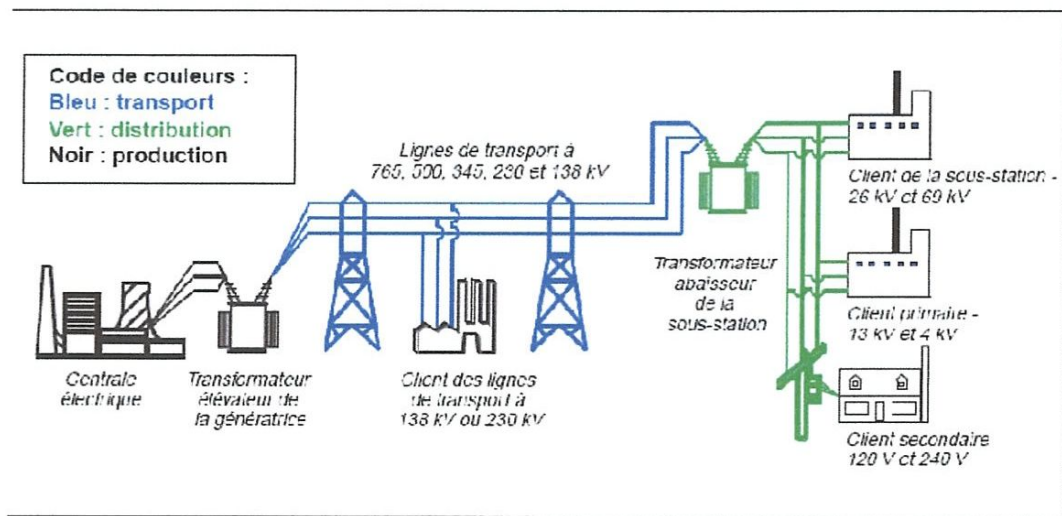 Code de couleurs :
Bleu : transport
Vert : distribution
Noir : production
Lignes de transport à
765, 500, 345, 230 et 138 kV
Client de la sous-station -
26 kV et 69 kV
Transformateur
abaisseur
de la
sous-station
Client primaire -
13 kV et 4 kV
Centrale
électrique
Transformateur
élévateur de
la génératrice
Client des lignes
de transport à
138 kV ou 230 kV
Client secondaire
120 V et 240 V